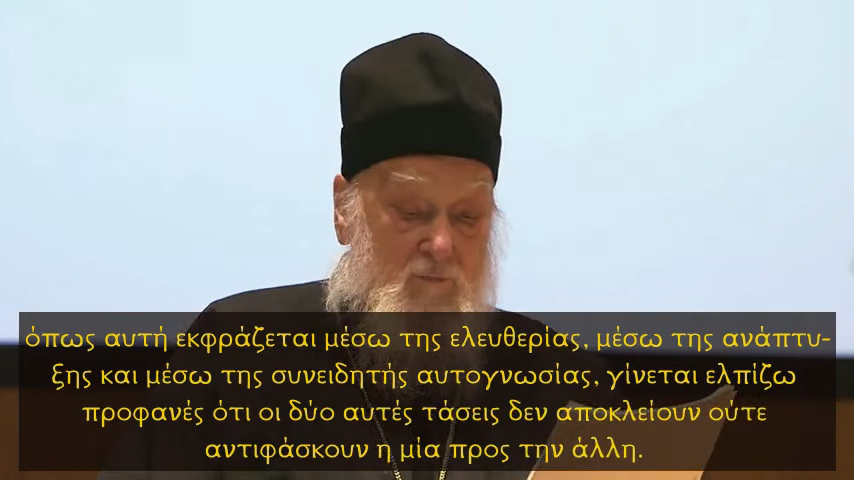 όπως αυτή εκφράζεται μέσω της ελευθερίας, μέσω της ανάπτυ-
ξης και μέσω της συνειδητής αυτογνωσίας, γίνεται ελπίζω
προφανές ότι οι δύο αυτές τάσεις δεν αποκλείουν ούτε
αντιφάσκουν η μία προς την άλλη.